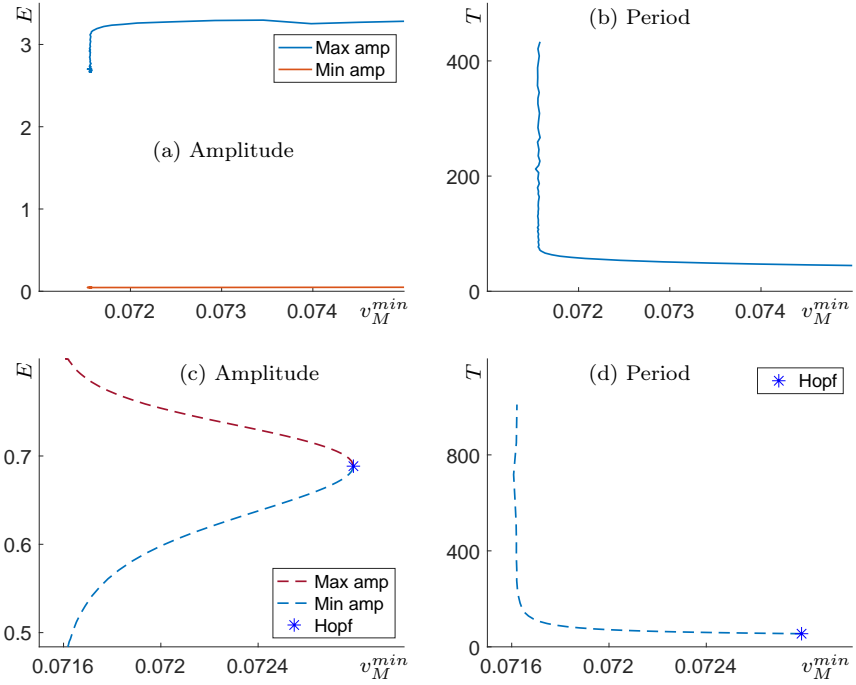 E
3
2
1
0
0.072
0.073
0.074
v_M^{min}
(a) Amplitude
Max amp
Min amp
T
400
200
0
0.072
0.073
0.074
v_M^{min}
(b) Period
E
0.7
0.6
0.5
0.0716
0.072
0.0724
v_M^{min}
(c) Amplitude
Max amp
Min amp
Hopf
T
800
400
0
0.0716
0.072
0.0724
v_M^{min}
(d) Period
Hopf